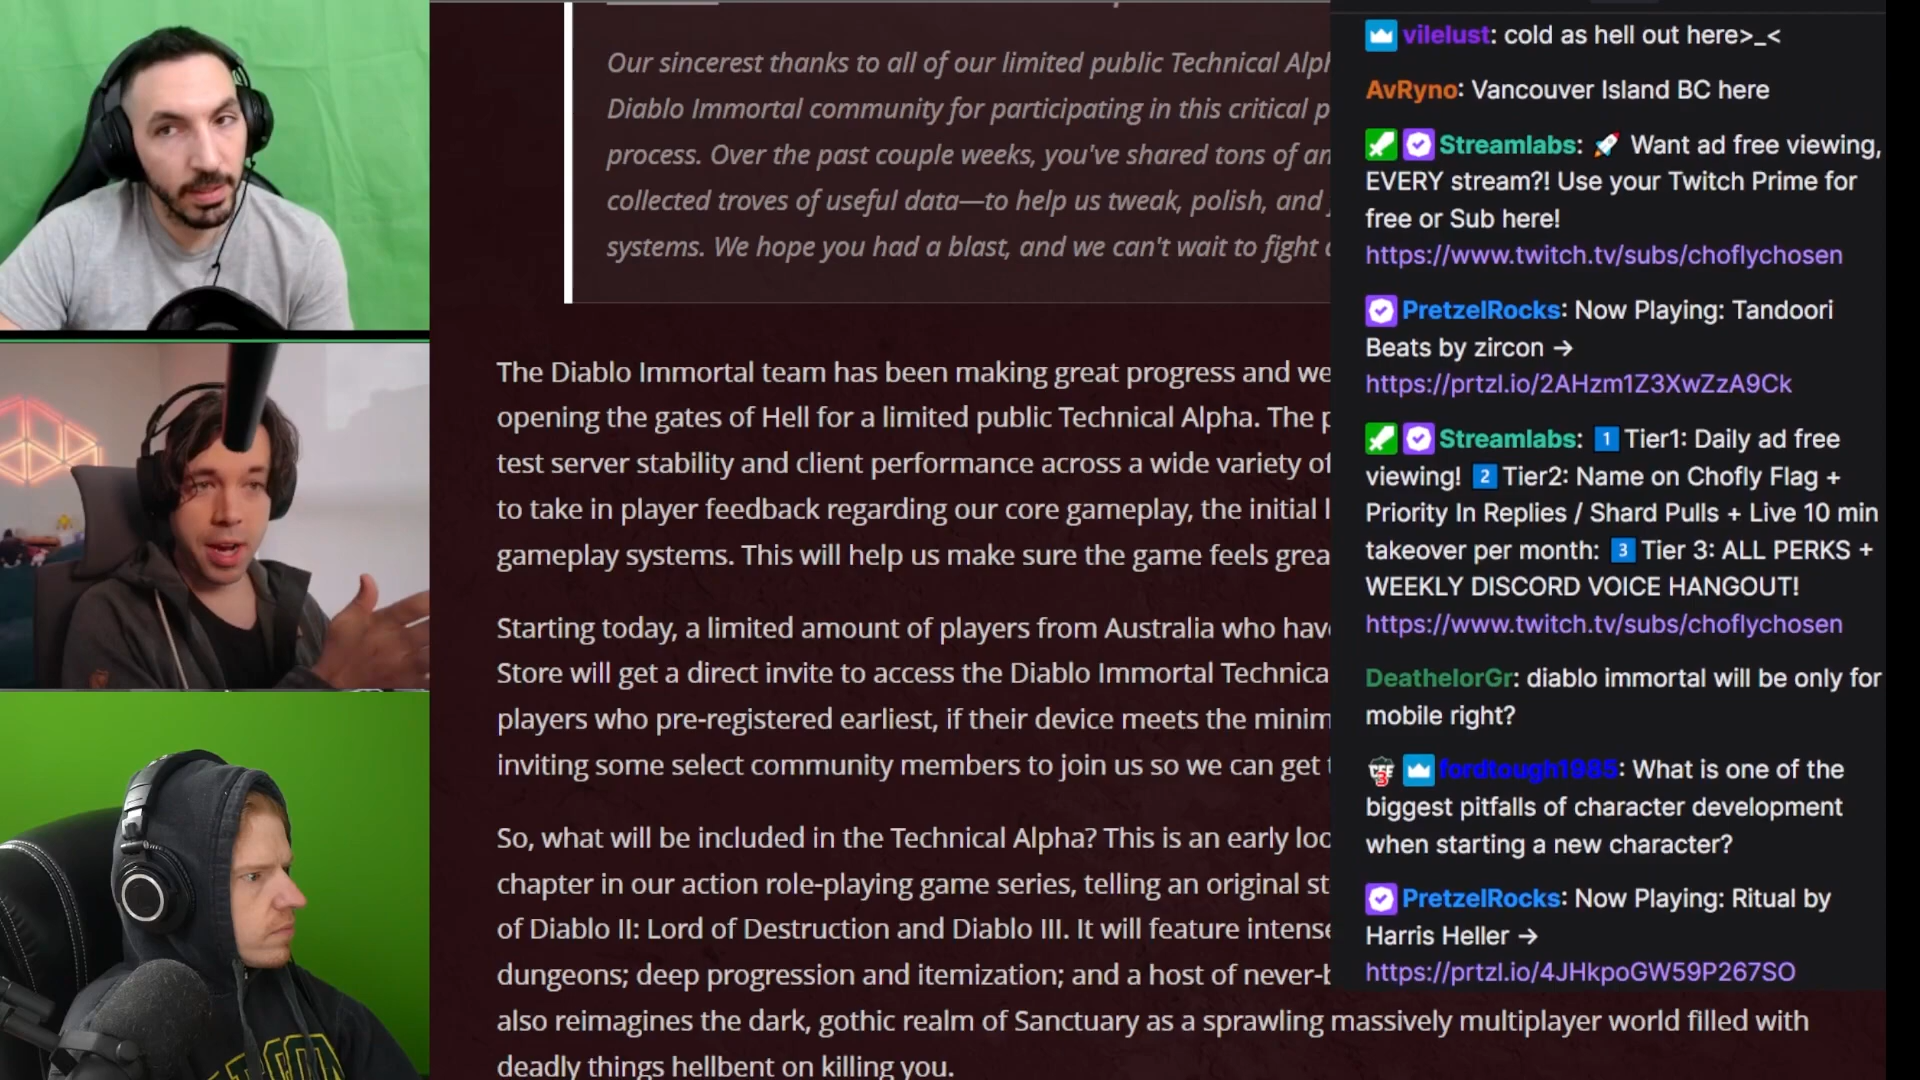 Our sincerest thanks to all of our limited public Technical Alph
Diablo Immortal community for participating in this critical p
process. Over the past couple weeks, you've shared tons of an
collected troves of useful data—to help us tweak, polish, and
systems. We hope you had a blast, and we can't wait to fight
The Diablo Immortal team has been making great progress and we
opening the gates of Hell for a limited public Technical Alpha. The p
test server stability and client performance across a wide variety of
to take in player feedback regarding our core gameplay, the initial l
gameplay systems. This will help us make sure the game feels grea
Starting today, a limited amount of players from Australia who have
Store will get a direct invite to access the Diablo Immortal Technica
players who pre-registered earliest, if their device meets the minim
inviting some select community members to join us so we can get t
So, what will be included in the Technical Alpha? This is an early loo
chapter in our action role-playing game series, telling an original st
of Diablo II: Lord of Destruction and Diablo III. It will feature intense
dungeons; deep progression and itemization; and a host of never-b
also reimagines the dark, gothic realm of Sanctuary as a sprawling massively multiplayer world filled with
deadly things hellbent on killing you.
vilelust: cold as hell out here>_<
AvRyno: Vancouver Island BC here
Streamlabs: 🚀 Want ad free viewing,
EVERY stream?! Use your Twitch Prime for
free or Sub here!
https://www.twitch.tv/subs/choflychosen
PretzelRocks: Now Playing: Tandoori
Beats by zircon →
https://prtzl.io/2AHzm1Z3XwZzA9Ck
Streamlabs: 1 Tier1: Daily ad free
viewing! 2 Tier2: Name on Chofly Flag +
Priority In Replies / Shard Pulls + Live 10 min
takeover per month: 3 Tier 3: ALL PERKS +
WEEKLY DISCORD VOICE HANGOUT!
https://www.twitch.tv/subs/choflychosen
DeathelorGr: diablo immortal will be only for
mobile right?
fordtough1985: What is one of the
biggest pitfalls of character development
when starting a new character?
PretzelRocks: Now Playing: Ritual by
Harris Heller →
https://prtzl.io/4JHkpoGW59P267SO